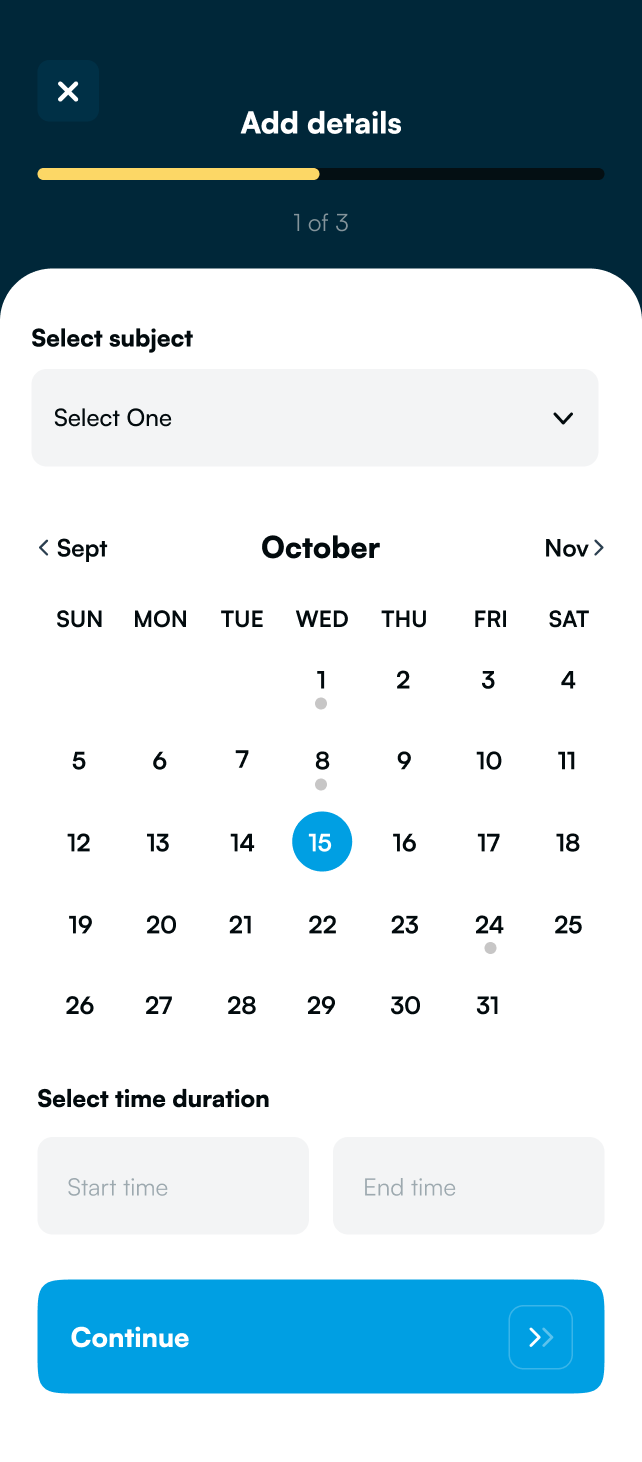 Add details
1 of 3
Select subject
Select One
Sept October Nov
SUN MON TUE WED THU FRI SAT
1 2 3 4
5 6 7 8 9 10 11
12 13 14 15 16 17 18
19 20 21 22 23 24 25
26 27 28 29 30 31
Select time duration
Start time End time
Continue